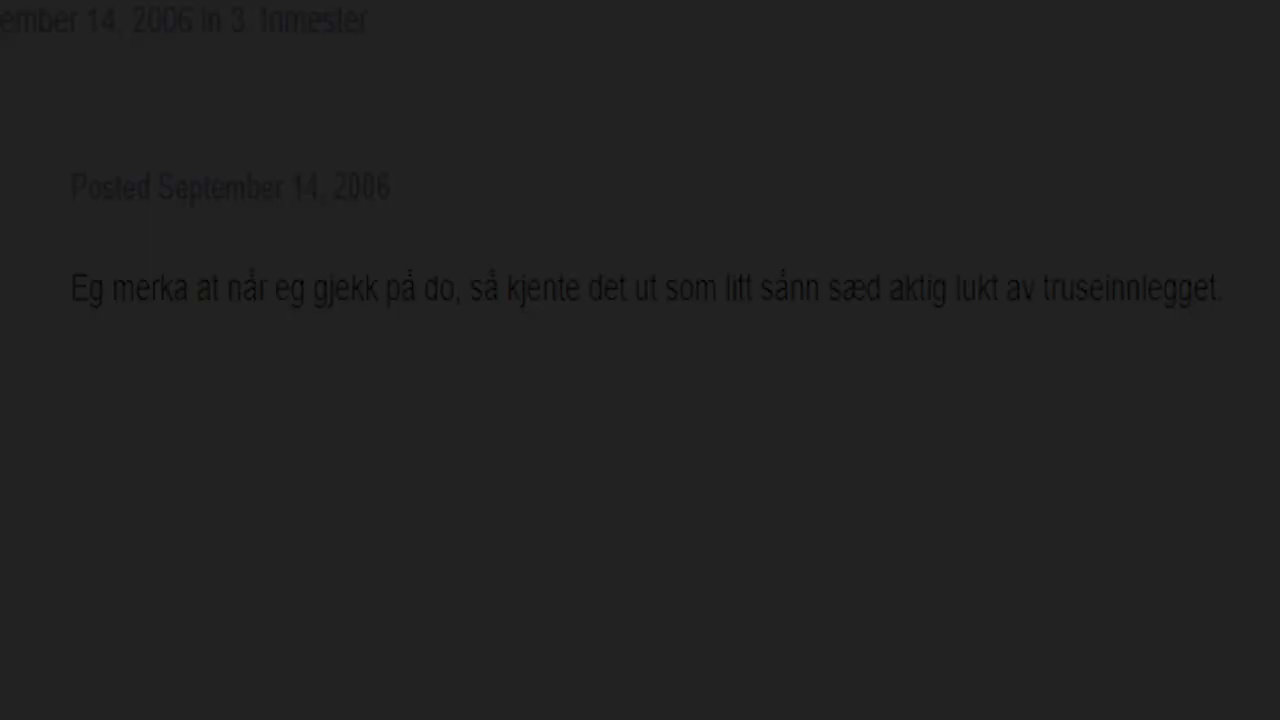 ember 14, 2006 in 3. trimester
Posted September 14, 2006
Eg merka at når eg gjekk på do, så kjente det ut som litt sånn sæd aktig lukt av truseinnlegget.